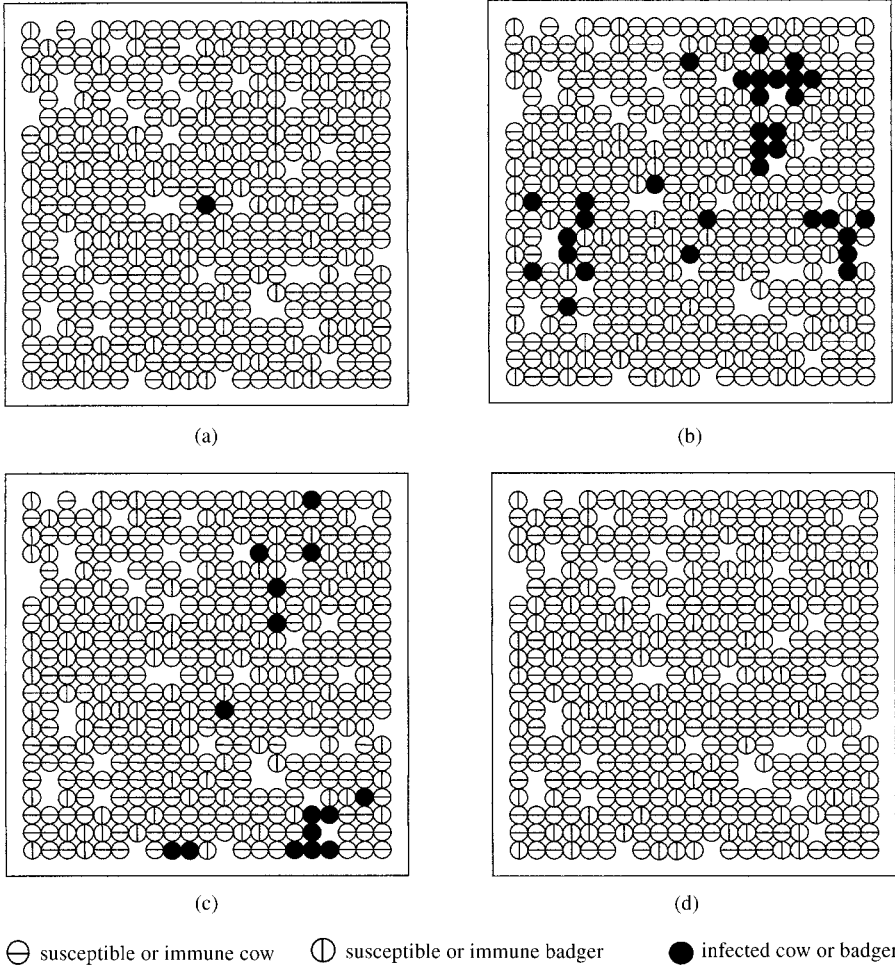 (a)
(b)
(c)
(d)
susceptible or immune cow
susceptible or immune badger
infected cow or badger